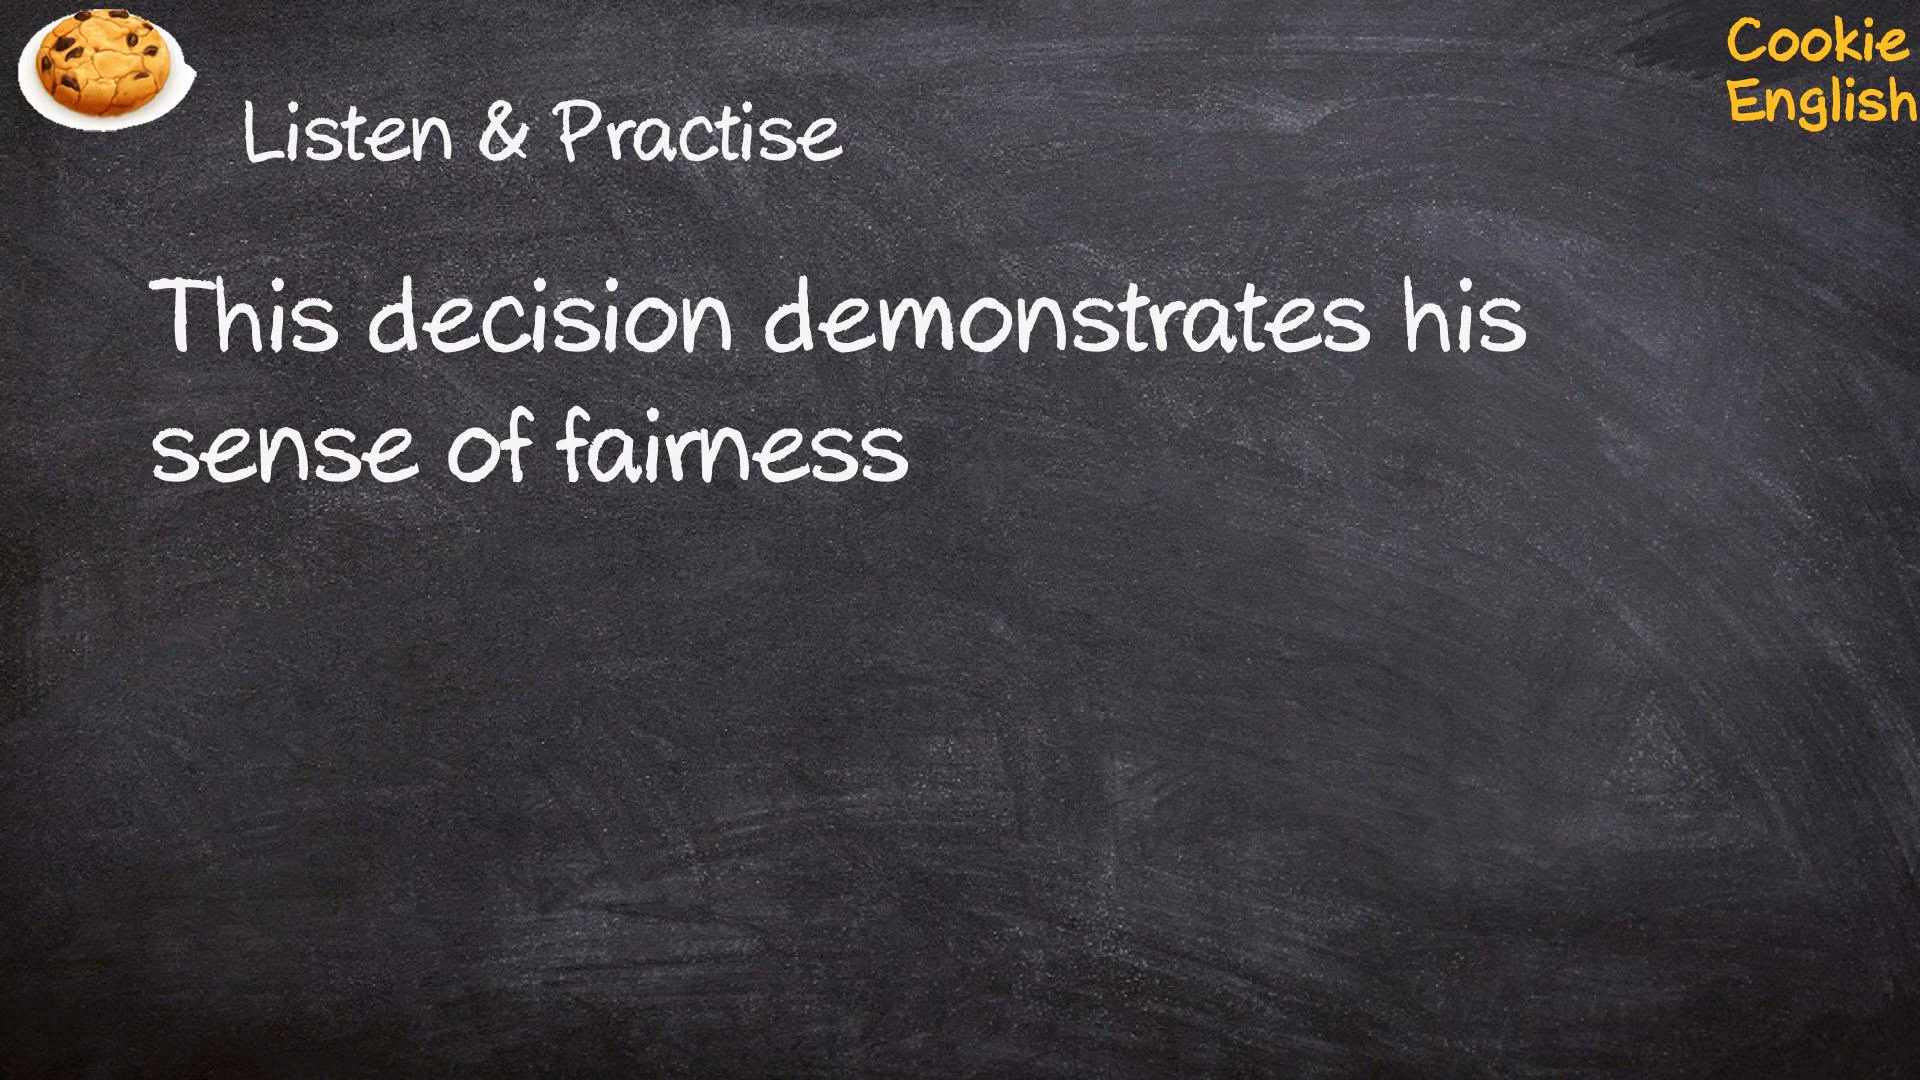 Cookie
English
Listen & Practise
This decision demonstrates his
sense of fairness